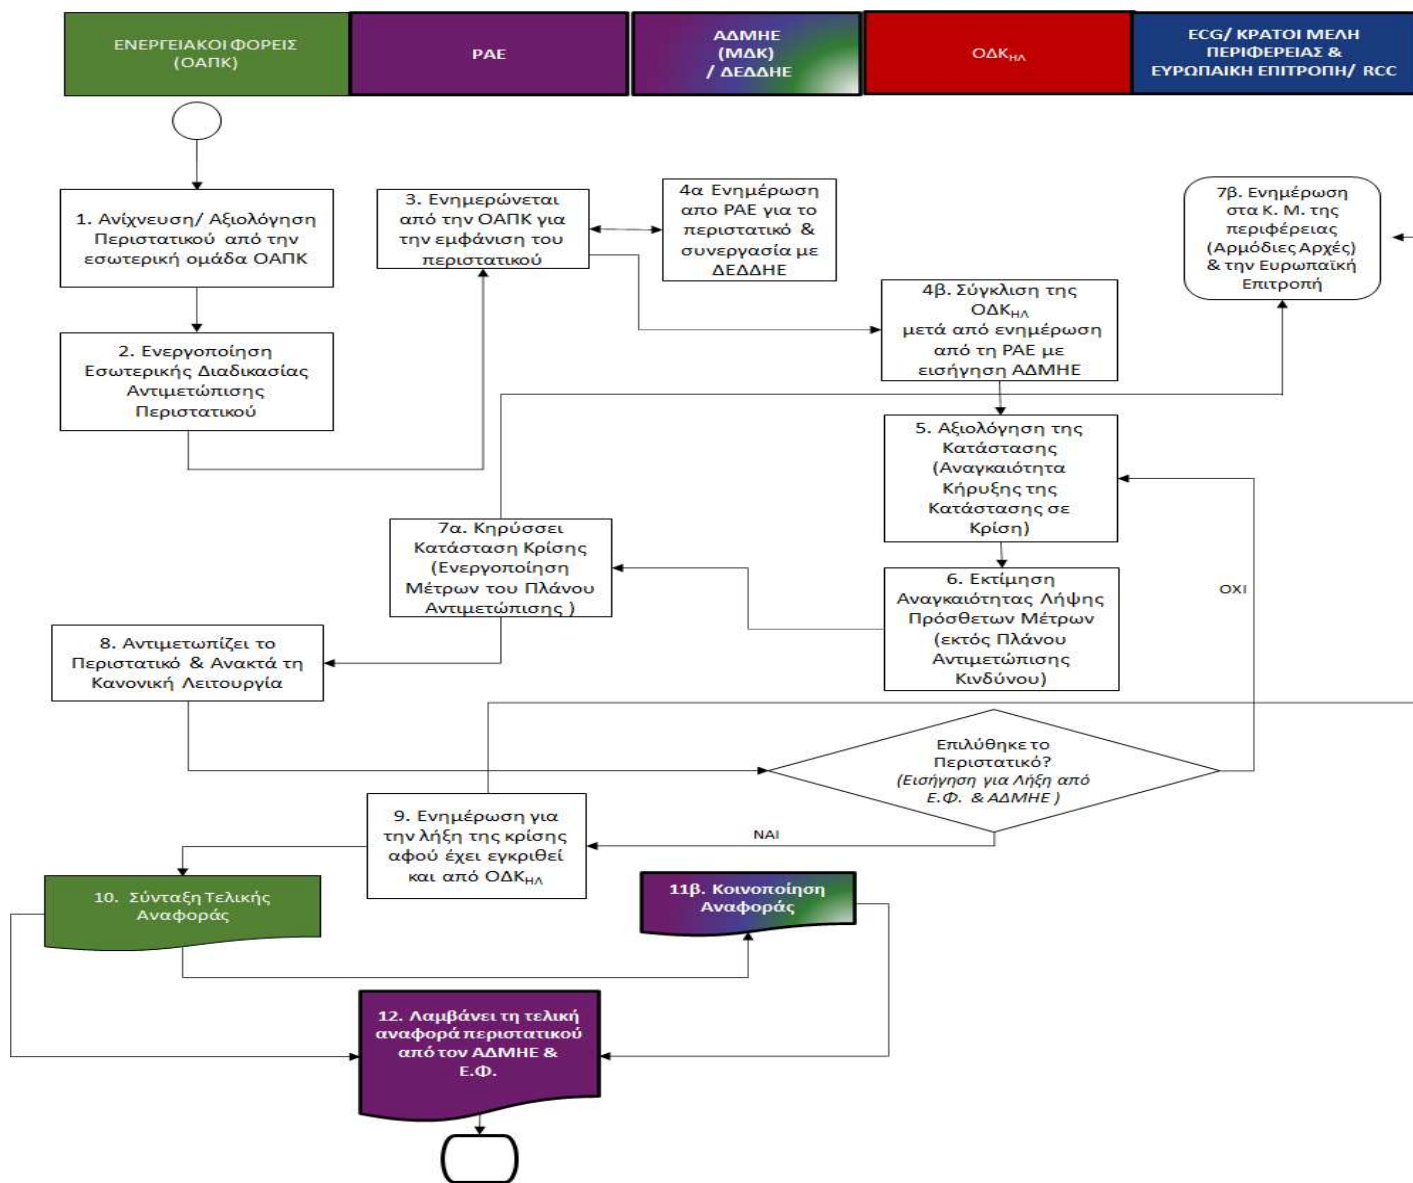 ΕΝΕΡΓΕΙΑΚΟΙ ΦΟΡΕΙΣ
(ΟΑΠΚ)
ΡΑΕ
ΑΔΜΗΕ
(ΜΔΚ)
/ ΔΕΔΔΗΕ
ΟΔΚΗΛ
ECG/ ΚΡΑΤΟΙ ΜΕΛΗ
ΠΕΡΙΦΕΡΕΙΑΣ &
ΕΥΡΩΠΑΙΚΗ ΕΠΙΤΡΟΠΗ/ RCC
1. Ανίχνευση/ Αξιολόγηση
Περιστατικού από την
εσωτερική ομάδα ΟΑΠΚ
3. Ενημερώνεται
από την ΟΑΠΚ για
την εμφάνιση του
περιστατικού
4α Ενημέρωση
απο ΡΑΕ για το
περιστατικό &
συνεργασία με
ΔΕΔΔΗΕ
7β. Ενημέρωση
στα Κ. Μ. της
περιφέρειας
(Αρμόδιες Αρχές)
& την Ευρωπαϊκή
Επιτροπή
4β. Σύγκλιση της
ΟΔΚΗΛ
μετά από ενημέρωση
από τη ΡΑΕ με
εισήγηση ΑΔΜΗΕ
2. Ενεργοποίηση
Εσωτερικής Διαδικασίας
Αντιμετώπισης
Περιστατικού
5. Αξιολόγηση της
Κατάστασης
(Αναγκαιότητα
Κήρυξης της
Κατάστασης σε
Κρίση)
7α. Κηρύσσει
Κατάσταση Κρίσης
(Ενεργοποίηση
Μέτρων του Πλάνου
Αντιμετώπισης )
6. Εκτίμηση
Αναγκαιότητας Λήψης
Πρόσθετων Μέτρων
(εκτός Πλάνου
Αντιμετώπισης
Κινδύνου)
ΟΧΙ
8. Αντιμετωπίζει το
Περιστατικό & Ανακτά τη
Κανονική Λειτουργία
Επιλύθηκε το
Περιστατικό?
(Εισήγηση για Λήξη από
Ε.Φ. & ΑΔΜΗΕ )
ΝΑΙ
9. Ενημέρωση για
την λήξη της κρίσης
αφού έχει εγκριθεί
και από ΟΔΚΗΛ
10. Σύνταξη Τελικής
Αναφοράς
11β. Κοινοποίηση
Αναφοράς
12. Λαμβάνει τη τελική
αναφορά περιστατικού
από τον ΑΔΜΗΕ &
Ε.Φ.